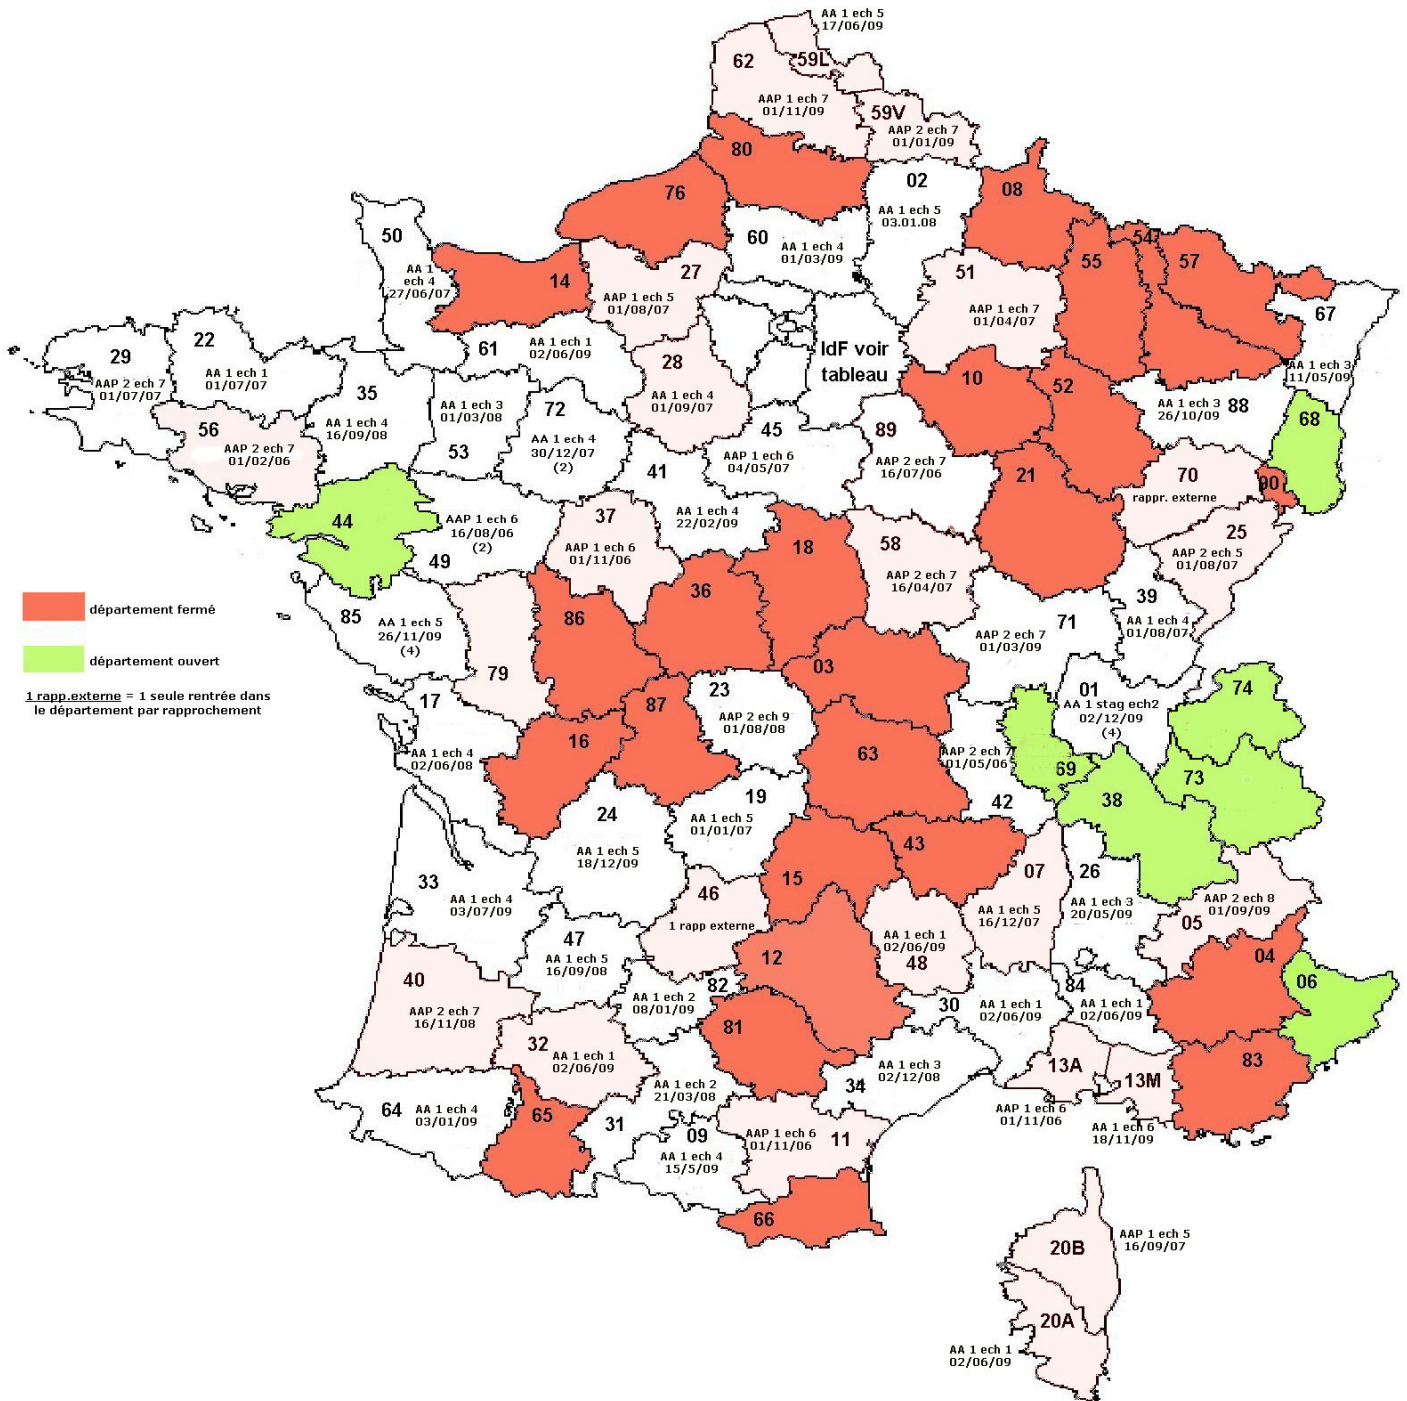 AA 1 ech 5
17/06/09
62
59L
AAP 1 ech 7
01/11/09
59V
AAP 2 ech 7
01/01/09
80
02
AA 1 ech 5
03.01.08
08
76
60
AA 1 ech 4
01/03/09
50
AA 1
ech 4
27/06/07
14
27
AAP 1 ech 5
01/08/07
51
AAP 1 ech 7
01/04/07
55
54
57
67
AA 1 ech 3
11/05/09
29
AAP 2 ech 7
01/07/07
22
AA 1 ech 1
01/07/07
61
AA 1 ech 1
02/06/09
28
AA 1 ech 4
01/09/07
IdF voir
tableau
10
52
AA 1 ech 3
26/10/09
88
68
35
AA 1 ech 4
16/09/08
AA 1 ech 3
01/03/08
53
72
AA 1 ech 4
30/12/07
(2)
56
AAP 2 ech 7
01/02/06
45
AAP 1 ech 6
04/05/07
89
AAP 2 ech 7
16/07/06
41
AA 1 ech 4
22/02/09
21
70
rappr. externe
90
44
AAP 1 ech 6
16/08/06
(2)
49
37
AAP 1 ech 6
01/11/06
18
58
AAP 2 ech 7
16/04/07
25
AAP 2 ech 5
01/08/07
39
AA 1 ech 4
01/08/07
département fermé
département ouvert
1 rapp.externe = 1 seule rentrée dans
le département par rapprochement
85
AA 1 ech 5
26/11/09
(4)
79
86
36
71
AAP 2 ech 7
01/03/09
03
17
AA 1 ech 4
02/06/08
16
87
23
AAP 2 ech 9
01/08/08
63
AAP 2 ech 7
01/05/06
42
69
01
AA 1 stag ech2
02/12/09
(4)
74
73
38
24
AA 1 ech 5
18/12/09
19
AA 1 ech 5
01/01/07
15
43
07
AA 1 ech 5
16/12/07
26
AA 1 ech 3
20/05/09
AAP 2 ech 8
01/09/09
05
33
AA 1 ech 4
03/07/09
46
1 rapp externe
47
AA 1 ech 5
16/09/08
12
AA 1 ech 1
02/06/09
48
04
06
40
AAP 2 ech 7
16/11/08
82
AA 1 ech 2
08/01/09
81
30
AA 1 ech 1
02/06/09
84
AA 1 ech 1
02/06/09
32
AA 1 ech 1
02/06/09
AA 1 ech 2
21/03/08
31
AA 1 ech 3
02/12/08
34
13A
AAP 1 ech 6
01/11/06
13M
AA 1 ech 6
18/11/09
83
64
AA 1 ech 4
03/01/09
65
09
AA 1 ech 4
15/5/09
AAP 1 ech 6
01/11/06
11
66
20B
AAP 1 ech 5
16/09/07
20A
AA 1 ech 1
02/06/09